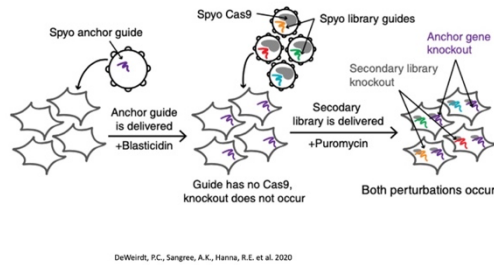 Spyo anchor guide
Spyo Cas9
Spyo library guides
Anchor gene
knockout
Secondary library
knockout
Anchor guide
is delivered
+Blasticidin
Secodary
library is delivered
+Puromycin
Guide has no Cas9,
knockout does not occur
Both perturbations occur
DeWeirdt, P.C., Sangree, A.K., Hanna, R.E. et al. 2020